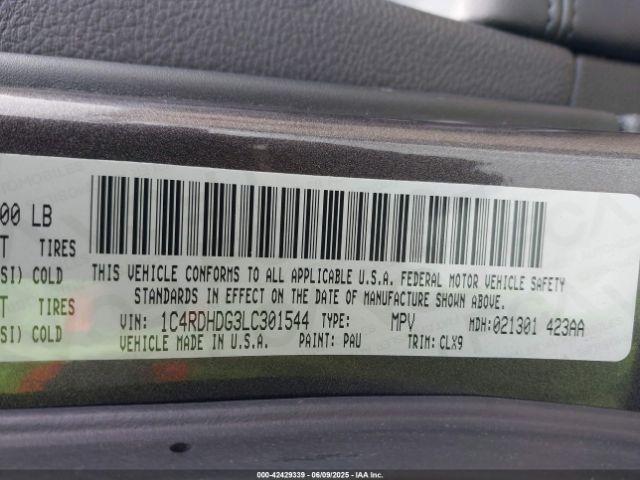 00 LB
T TIRES
SI) COLD
T TIRES
SI) COLD
THIS VEHICLE CONFORMS TO ALL APPLICABLE U.S.A. FEDERAL MOTOR VEHICLE SAFETY
STANDARDS IN EFFECT ON THE DATE OF MANUFACTURE SHOWN ABOVE.
VIN: 1C4RDHDG3LC301544 TYPE: MPV MDH:021301 423AA
VEHICLE MADE IN U.S.A. PAINT: PAU TRIM: CLX9
000-42429339 | 06/09/2025 - IAA Inc.